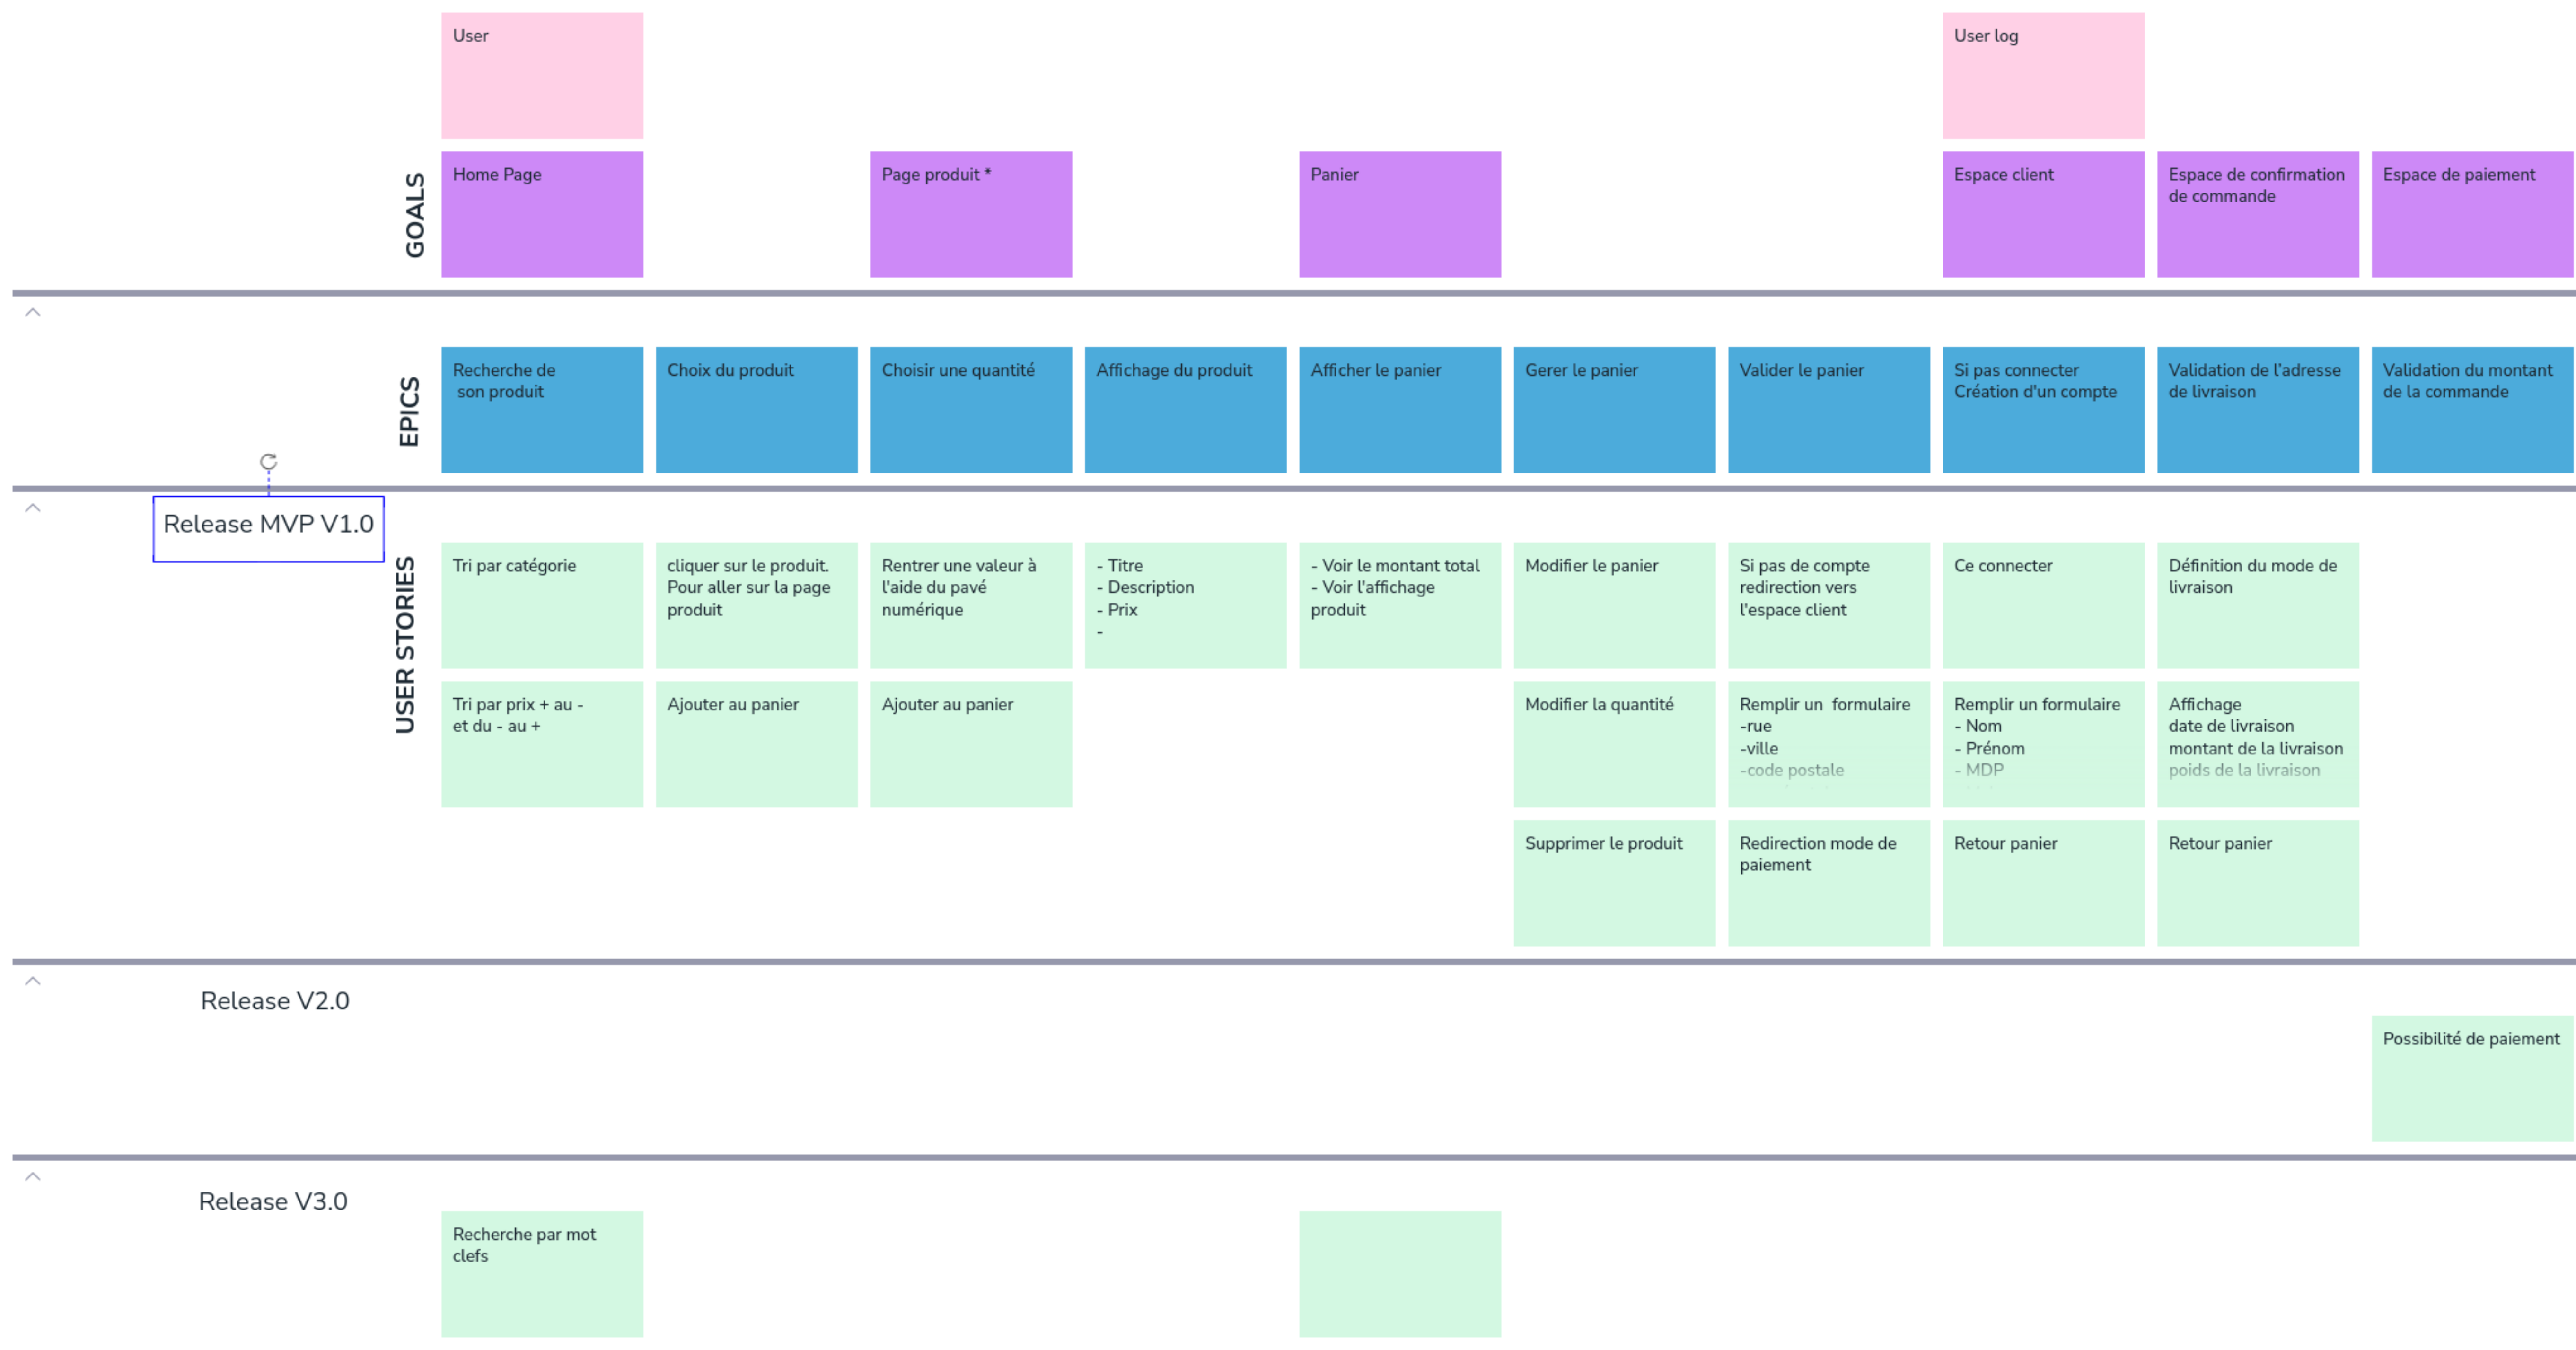 User
User log
GOALS
Home Page
Page produit *
Panier
Espace client
Espace de confirmation
de commande
Espace de paiement
EPICS
Recherche de
son produit
Choix du produit
Choisir une quantité
Affichage du produit
Afficher le panier
Gerer le panier
Valider le panier
Si pas connecter
Création d'un compte
Validation de l'adresse
de livraison
Validation du montant
de la commande
Release MVP V1.0
USER STORIES
Tri par catégorie
cliquer sur le produit.
Pour aller sur la page
produit
Rentrer une valeur à
l'aide du pavé
numérique
- Titre
- Description
- Prix
-
- Voir le montant total
- Voir l'affichage
produit
Modifier le panier
Si pas de compte
redirection vers
l'espace client
Ce connecter
Définition du mode de
livraison
Tri par prix + au -
et du - au +
Ajouter au panier
Ajouter au panier
Modifier la quantité
Remplir un  formulaire
-rue
-ville
-code postale
Remplir un formulaire
- Nom
- Prénom
- MDP
Affichage
date de livraison
montant de la livraison
poids de la livraison
Supprimer le produit
Redirection mode de
paiement
Retour panier
Retour panier
Release V2.0
Possibilité de paiement
Release V3.0
Recherche par mot
clefs